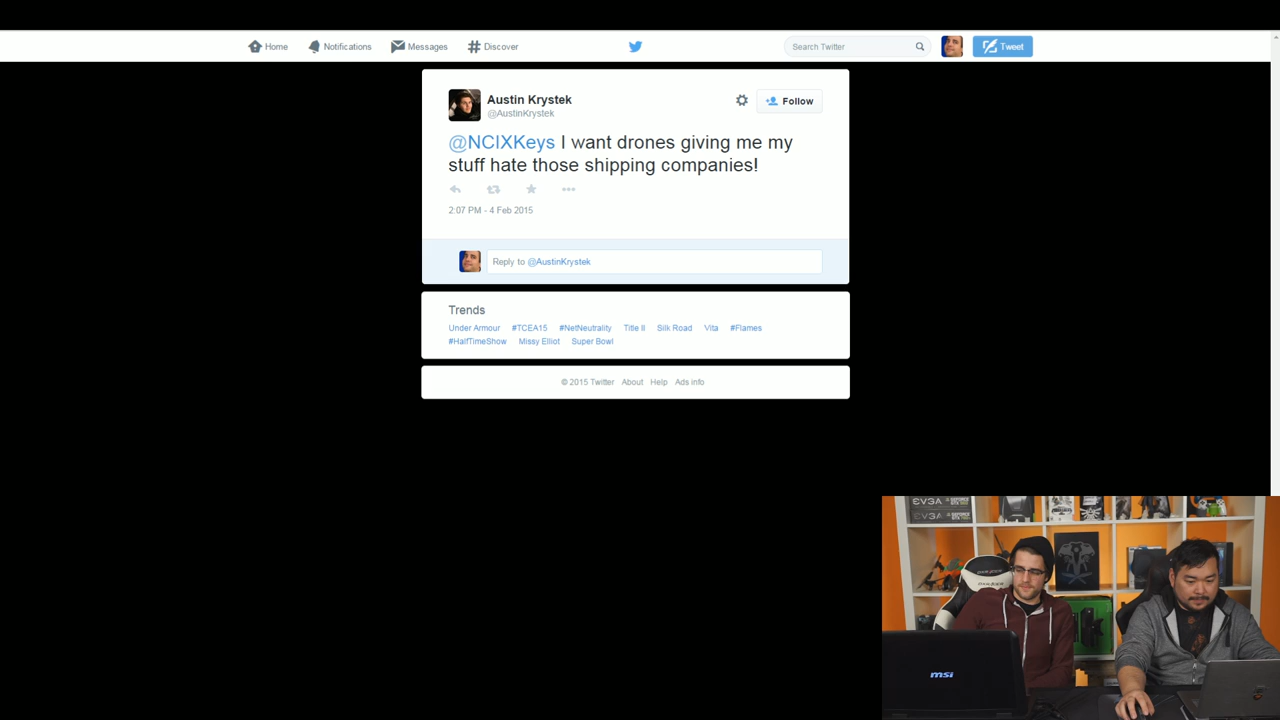 Home Notifications Messages Discover Search Twitter Tweet
Austin Krystek
@AustinKrystek
Follow
@NCIXKeys I want drones giving me my
stuff hate those shipping companies!
2:07 PM - 4 Feb 2015
Reply to @AustinKrystek
Trends
Under Armour #TCEA15 #NetNeutrality Title II Silk Road Vita #Flames
#HalfTimeShow Missy Elliot Super Bowl
© 2015 Twitter About Help Ads info
EVGA
EVGA
msi